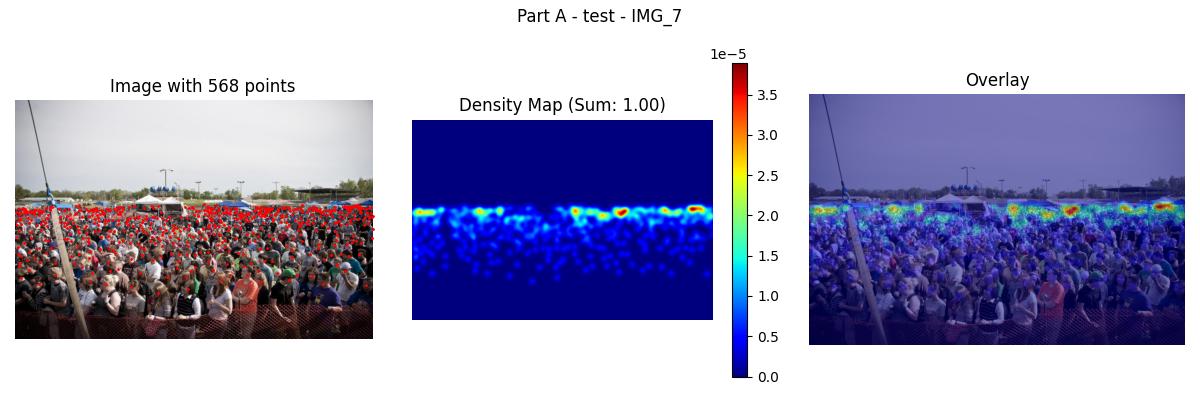 Part A - test - IMG_7
Image with 568 points
Density Map (Sum: 1.00)
1e−5
3.5
3.0
2.5
2.0
1.5
1.0
0.5
0.0
Overlay